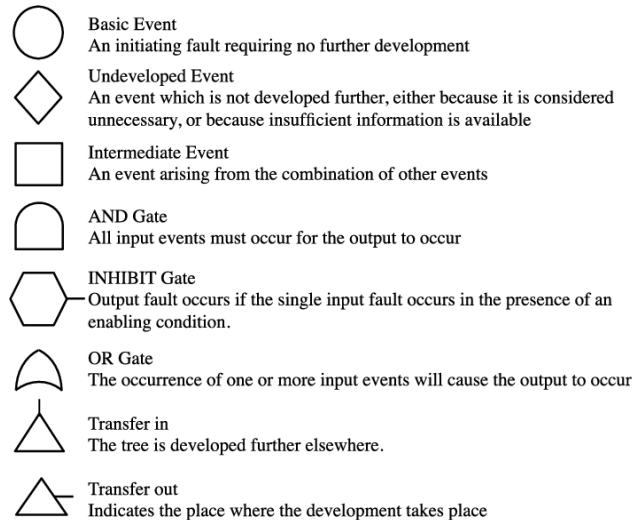 Basic Event
An initiating fault requiring no further development
Undeveloped Event
An event which is not developed further, either because it is considered
unnecessary, or because insufficient information is available
Intermediate Event
An event arising from the combination of other events
AND Gate
All input events must occur for the output to occur
INHIBIT Gate
Output fault occurs if the single input fault occurs in the presence of an
enabling condition.
OR Gate
The occurrence of one or more input events will cause the output to occur
Transfer in
The tree is developed further elsewhere.
Transfer out
Indicates the place where the development takes place